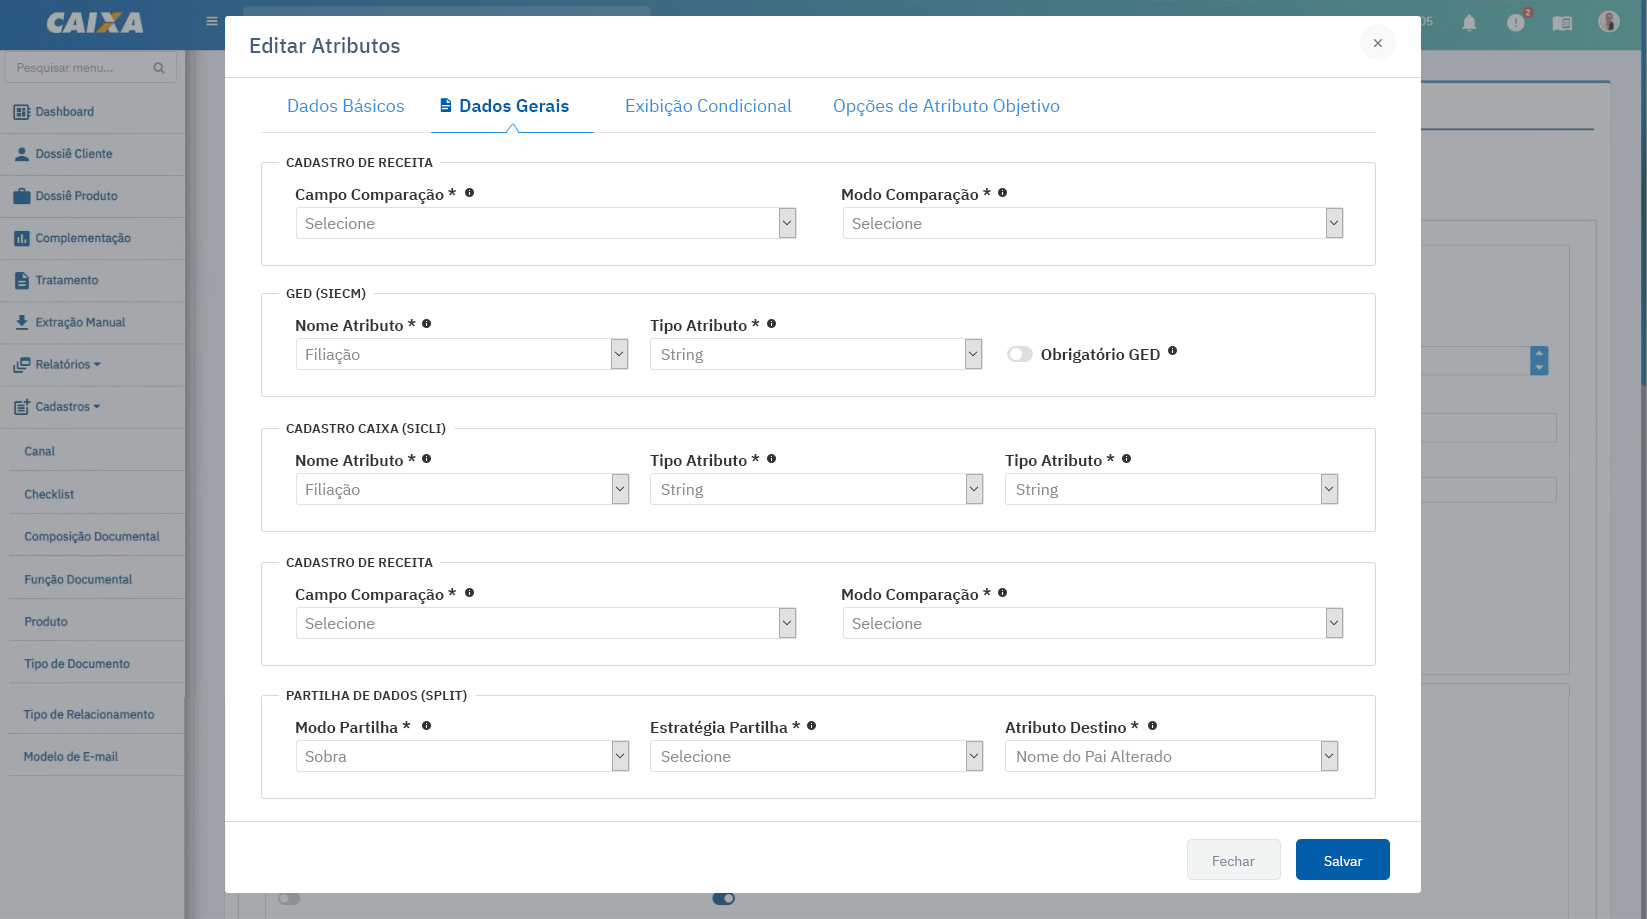 CAIXA
Editar Atributos
05
2
Pesquisar menu...
Dashboard
Dossiê Cliente
Dossiê Produto
Complementação
Tratamento
Extração Manual
Relatórios
Cadastros
Canal
Checklist
Composição Documental
Função Documental
Produto
Tipo de Documento
Tipo de Relacionamento
Modelo de E-mail
Dados Básicos Dados Gerais Exibição Condicional Opções de Atributo Objetivo
CADASTRO DE RECEITA
Campo Comparação * Modo Comparação *
Selecione Selecione
GED (SIECM)
Nome Atributo * Tipo Atributo *
Filiação String Obrigatório GED
CADASTRO CAIXA (SICLI)
Nome Atributo * Tipo Atributo * Tipo Atributo *
Filiação String String
CADASTRO DE RECEITA
Campo Comparação * Modo Comparação *
Selecione Selecione
PARTILHA DE DADOS (SPLIT)
Modo Partilha * Estratégia Partilha * Atributo Destino *
Sobra Selecione Nome do Pai Alterado
Fechar Salvar